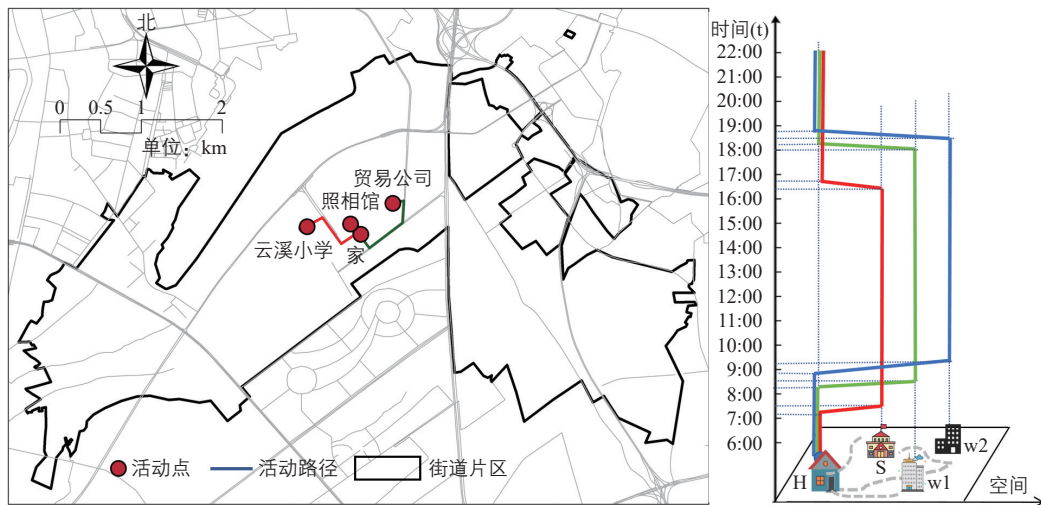 北
0 0.5 1 2
单位：km
贸易公司
照相馆
云溪小学
家
活动点 活动路径 街道片区
时间(t)
22:00
21:00
20:00
19:00
18:00
17:00
16:00
15:00
14:00
13:00
12:00
11:00
10:00
9:00
8:00
7:00
6:00
H
S
w1
w2
空间